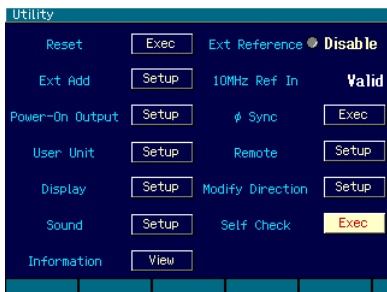 Utility
Reset Exec Ext Reference Disable
Ext Add Setup 10MHz Ref In Valid
Power-On Output Setup φ Sync Exec
User Unit Setup Remote Setup
Display Setup Modify Direction Setup
Sound Setup Self Check Exec
Information View